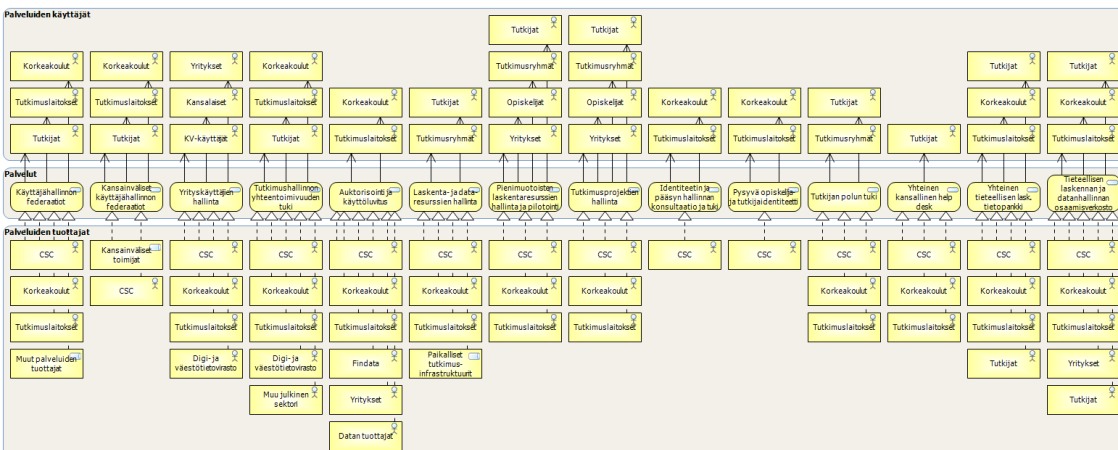 Palveluiden käyttäjät
Tutkijat
Tutkijat
Korkeakoulut
Korkeakoulut
Yritykset
Korkeakoulut
Tutkimusryhmät
Tutkimusryhmät
Tutkijat
Tutkijat
Tutkimuslaitokset
Tutkimuslaitokset
Kansalaiset
Tutkimuslaitokset
Korkeakoulut
Tutkijat
Opiskelijat
Opiskelijat
Korkeakoulut
Korkeakoulut
Tutkijat
Korkeakoulut
Korkeakoulut
Tutkijat
Tutkijat
KV-käyttäjät
Tutkijat
Tutkimuslaitokset
Tutkimusryhmät
Yritykset
Yritykset
Tutkimuslaitokset
Tutkimuslaitokset
Tutkimusryhmät
Tutkijat
Tutkimuslaitokset
Tutkimuslaitokset
Palvelut
Käyttäjähallinnon
federaatiot
Kansainväliset
käyttäjähallinnon
federaatiot
Yrityskäyttäjien
hallinta
Tutkimushallinnon
yhteentoimivuuden
tuki
Auktorisointi ja
käyttöluvitus
Laskenta- ja data-
resurssien hallinta
Pienimuotoisten
laskentaresurssien
hallinta ja pilotointi
Tutkimusprojektien
hallinta
Identiteetin ja
pääsyn hallinnan
konsultaatio ja tuki
Pysyvä opiskelija-
ja tutkijaidentiteetti
Tutkijan polun tuki
Yhteinen
kansallinen help
desk
Yhteinen
tieteellisen lask.
tietopankki
Tieteellisen
laskennan ja
datanhallinnan
osaamisverkosto
Palveluiden tuottajat
CSC
Kansainväliset
toimijat
CSC
CSC
CSC
CSC
CSC
CSC
CSC
CSC
CSC
CSC
CSC
CSC
Korkeakoulut
CSC
Korkeakoulut
Korkeakoulut
Korkeakoulut
Korkeakoulut
Korkeakoulut
Korkeakoulut
Korkeakoulut
Korkeakoulut
Korkeakoulut
Korkeakoulut
Tutkimuslaitokset
Tutkimuslaitokset
Tutkimuslaitokset
Tutkimuslaitokset
Tutkimuslaitokset
Tutkimuslaitokset
Tutkimuslaitokset
Tutkimuslaitokset
Tutkimuslaitokset
Tutkimuslaitokset
Tutkimuslaitokset
Muut palveluiden
tuottajat
Digi- ja
väestötietovirasto
Digi- ja
väestötietovirasto
Findata
Paikalliset
tutkimus-
infrastruktuurit
Tutkijat
Yritykset
Muu julkinen
sektori
Yritykset
Tutkijat
Datan tuottajat